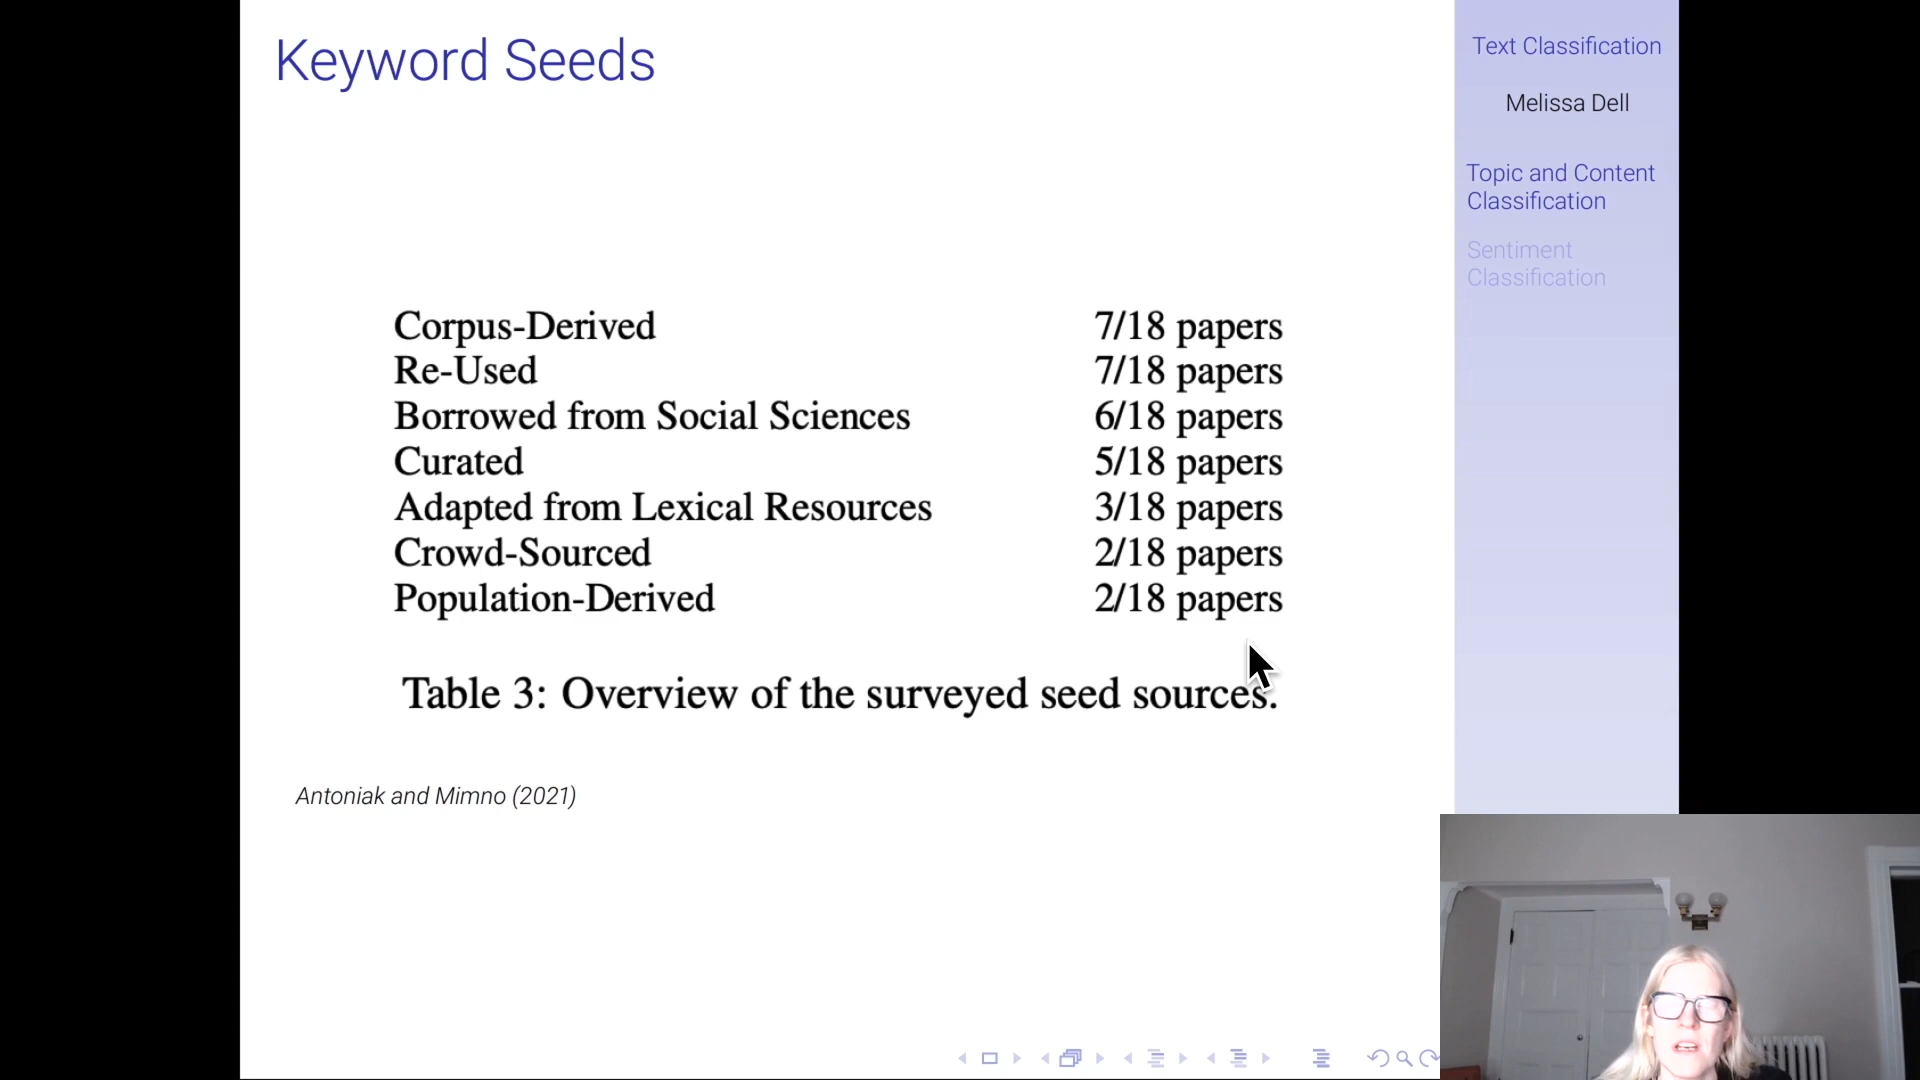 Keyword Seeds
Corpus-Derived 7/18 papers
Re-Used 7/18 papers
Borrowed from Social Sciences 6/18 papers
Curated 5/18 papers
Adapted from Lexical Resources 3/18 papers
Crowd-Sourced 2/18 papers
Population-Derived 2/18 papers
Table 3: Overview of the surveyed seed sources.
Antoniak and Mimno (2021)
Text Classification
Melissa Dell
Topic and Content
Classification
Sentiment
Classification